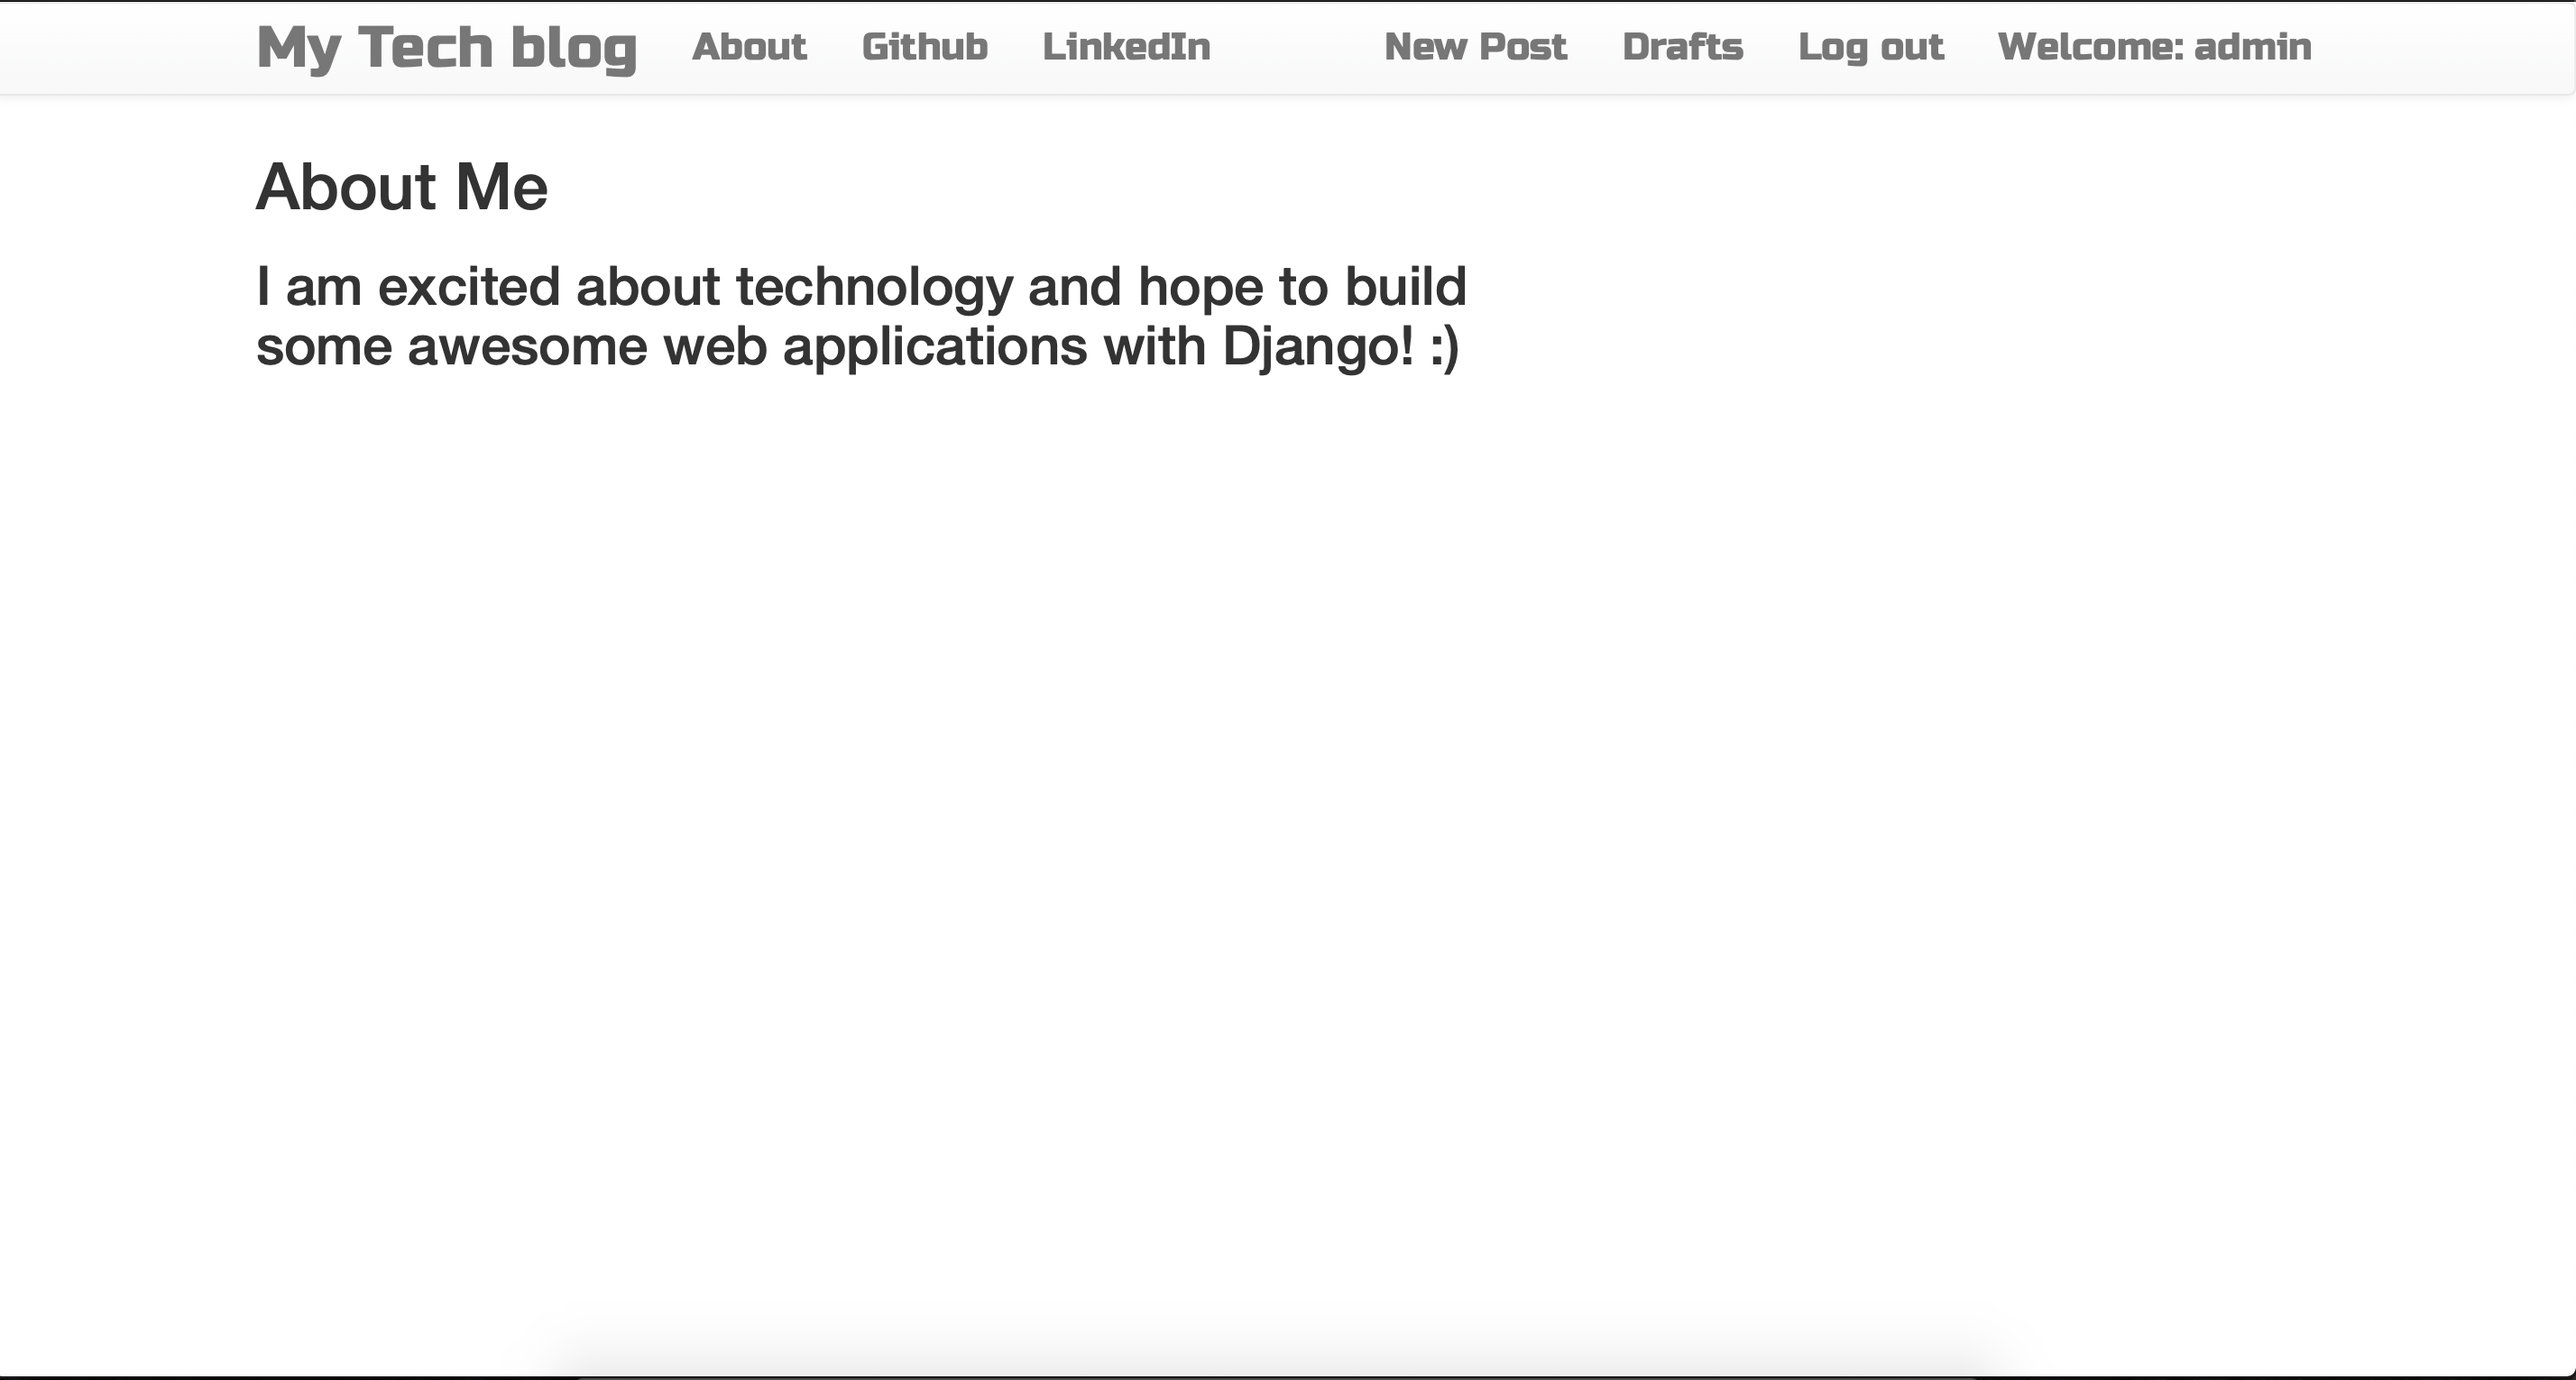 My Tech blog About Github LinkedIn New Post Drafts Log out Welcome: admin
About Me
I am excited about technology and hope to build
some awesome web applications with Django! :)